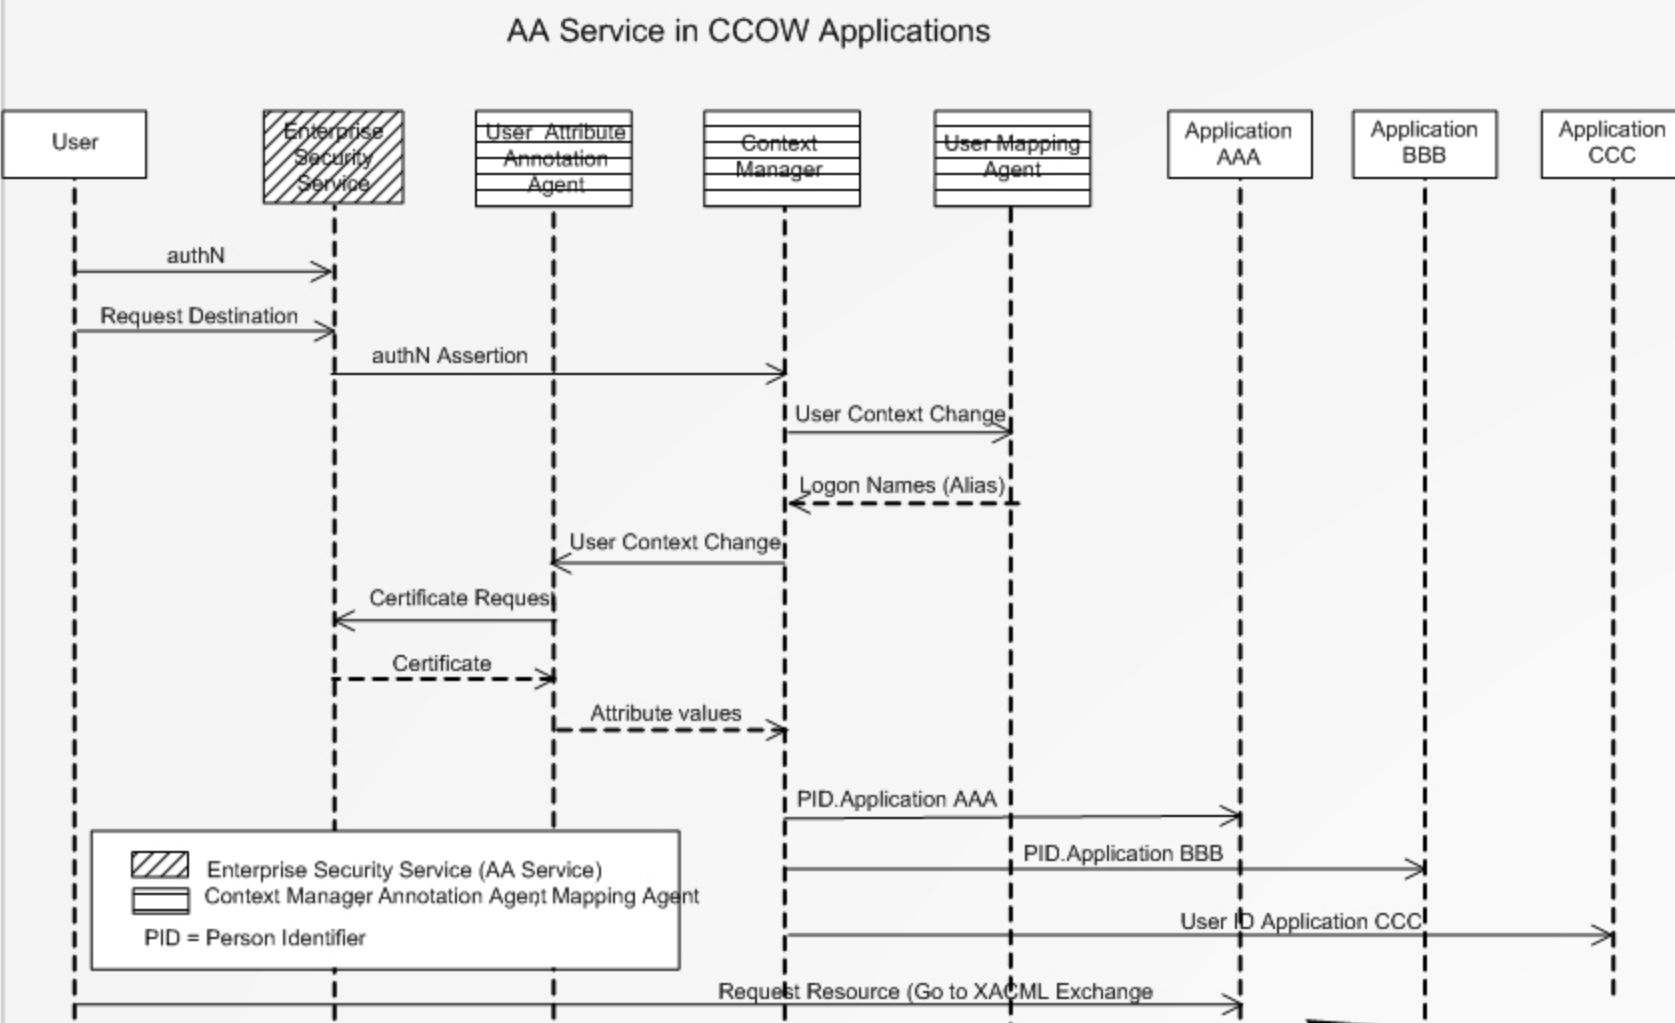 AA Service in CCOW Applications
User
Enterprise
Security
Service
User Attribute
Annotation
Agent
Context
Manager
User Mapping
Agent
Application
AAA
Application
BBB
Application
CCC
authN
Request Destination
authN Assertion
User Context Change
Logon Names (Alias)
User Context Change
Certificate Request
Certificate
Attribute values
PID.Application AAA
PID.Application BBB
User ID Application CCC
Enterprise Security Service (AA Service)
Context Manager Annotation Agent Mapping Agent
PID = Person Identifier
Request Resource (Go to XACML Exchange